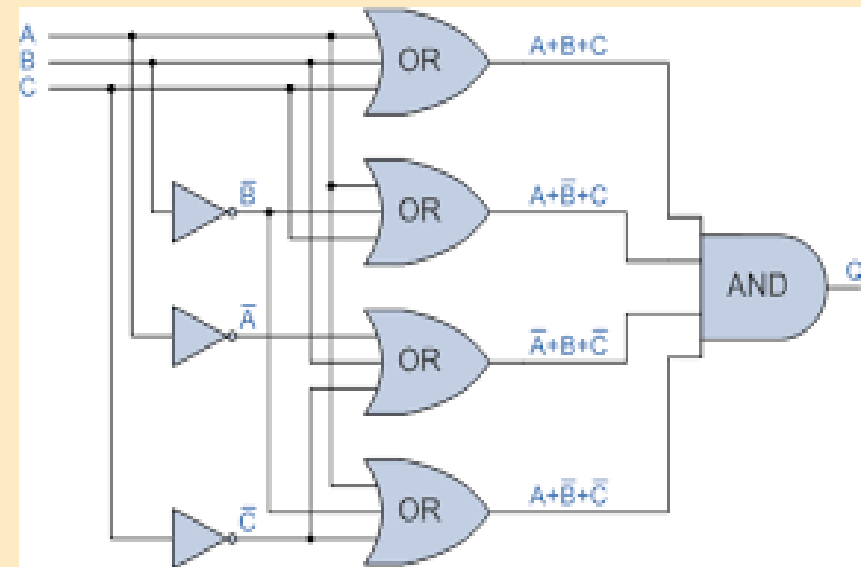 A
B
C
OR
A+B+C
B̅
OR
A+B̅+C
AND
Q
A̅
OR
A̅+B+C̅
C̅
OR
A+B̅+C̅